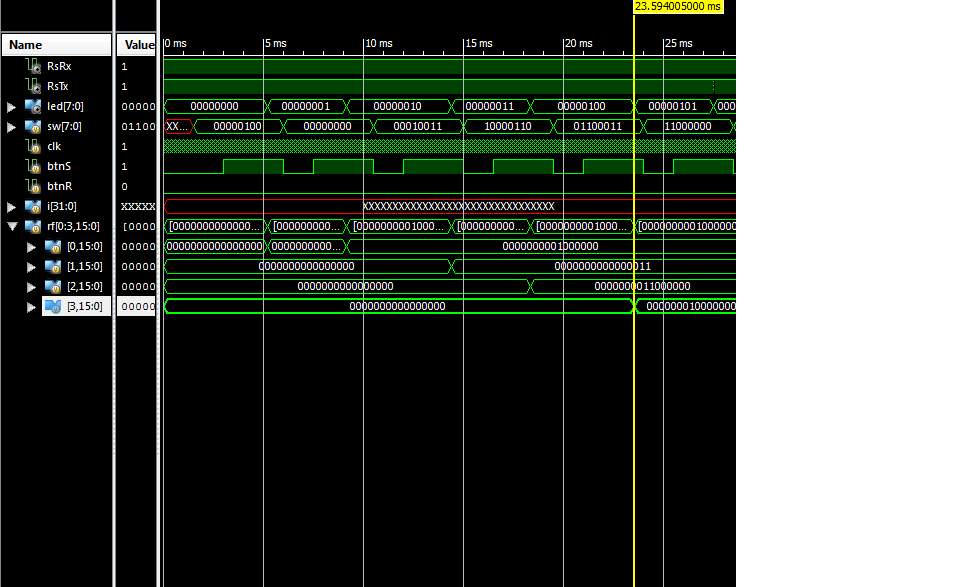 23.594005000 ms
Name Value 0 ms 5 ms 10 ms 15 ms 20 ms 25 ms
RsRx 1
RsTx 1
led[7:0] 00000 00000000 00000001 00000010 00000011 00000100 00000101 000
sw[7:0] 01100 XX... 00000100 00000000 00010011 10000110 01100011 11000000
clk 1
btnS 1
btnR 0
i[31:0] XXXXX XXXXXXXXXXXXXXXXXXXXXXXXXXXXXXXX
rf[0:3,15:0] [0000 [0000000000000... [000000000... [0000000001000... [000000000... [0000000001000... [0000000001000000
[0,15:0] 00000 0000000000000000 0000000000... 0000000001000000
[1,15:0] 00000 0000000000000000 0000000000000011
[2,15:0] 00000 0000000000000000 0000000011000000
[3,15:0] 00000 0000000000000000 000000010000000